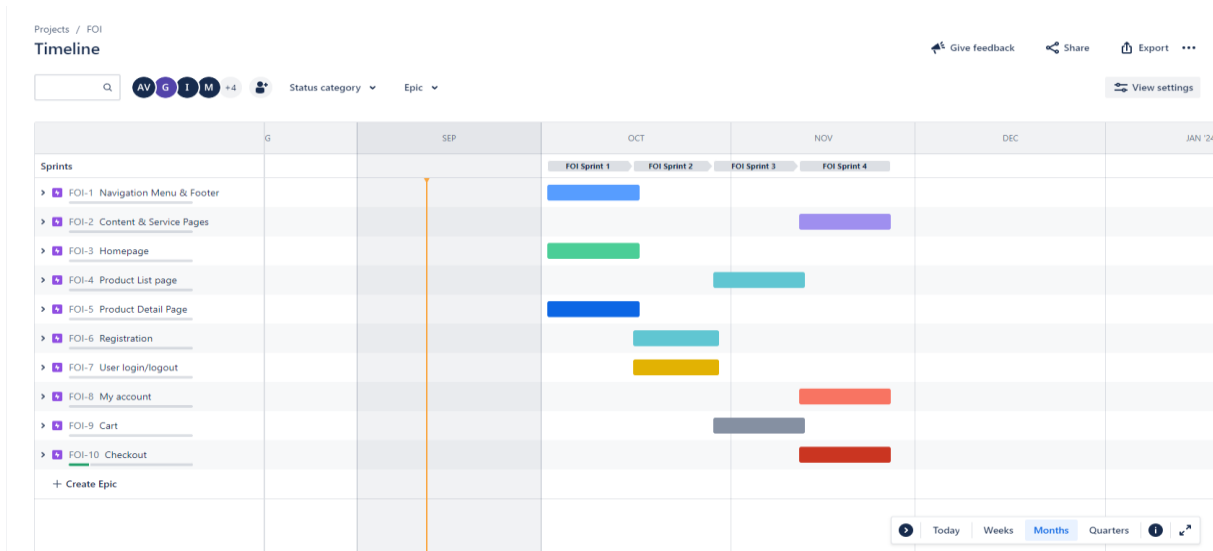 Projects / FOI
Timeline
Give feedback
Share
Export
AV G I M +4
Status category
Epic
View settings
G SEP OCT NOV DEC JAN '24
Sprints
FOI Sprint 1 FOI Sprint 2 FOI Sprint 3 FOI Sprint 4
FOI-1 Navigation Menu & Footer
FOI-2 Content & Service Pages
FOI-3 Homepage
FOI-4 Product List page
FOI-5 Product Detail Page
FOI-6 Registration
FOI-7 User login/logout
FOI-8 My account
FOI-9 Cart
FOI-10 Checkout
+ Create Epic
Today Weeks Months Quarters